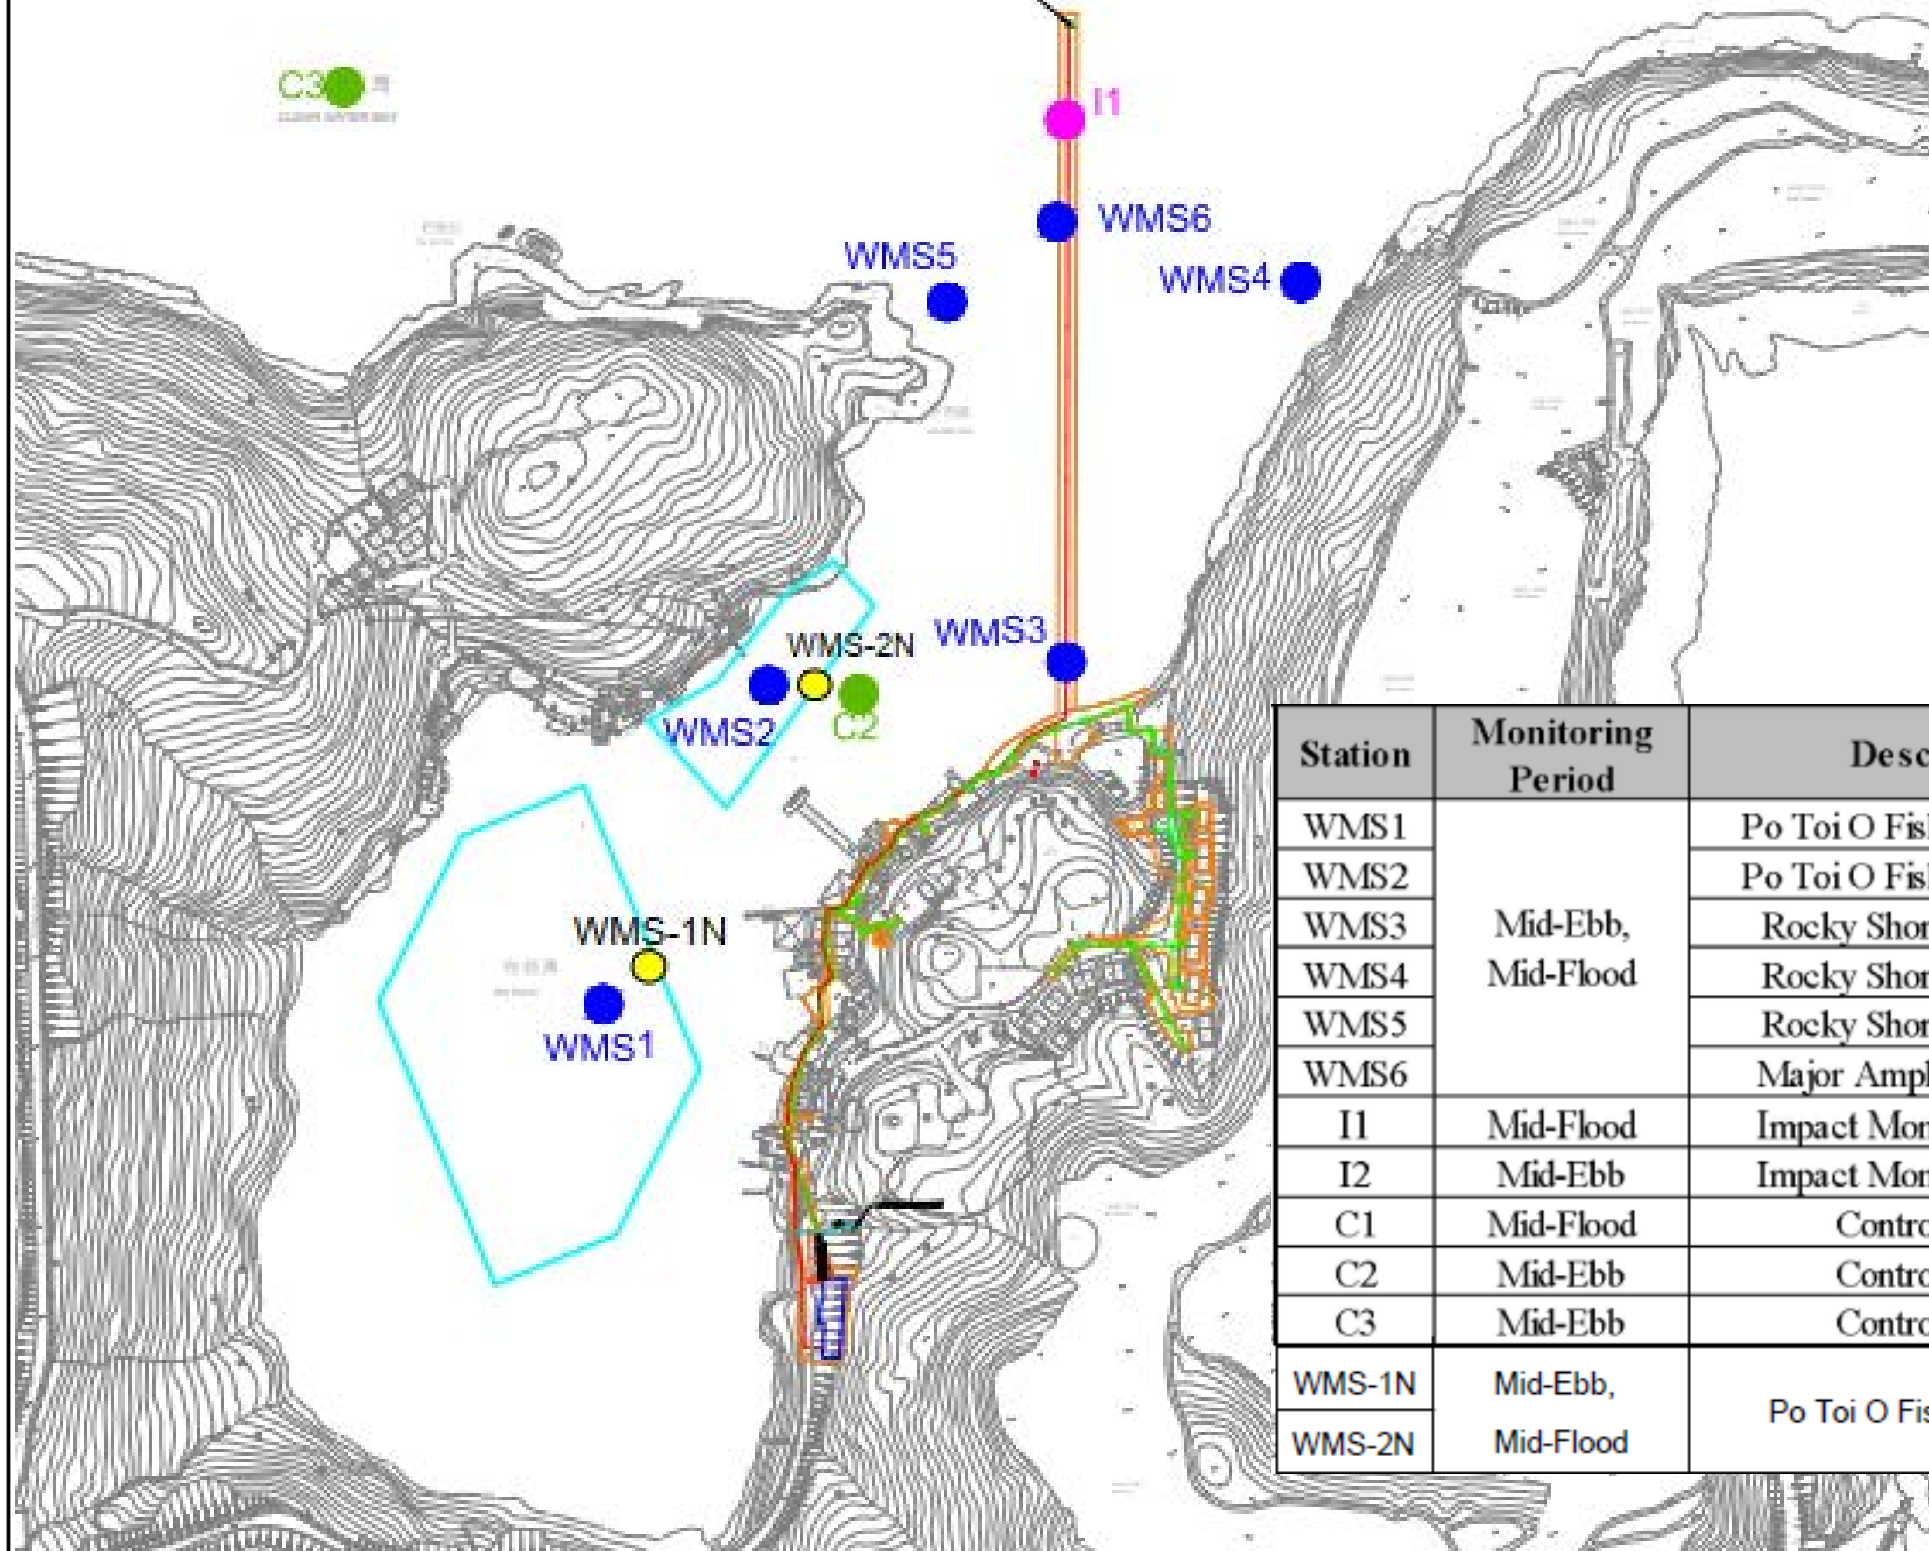 C3
I1
WMS6
WMS5
WMS4
WMS-2N
WMS3
WMS2
C2
WMS-1N
WMS1
Station
Monitoring
Period
Desc
WMS1
Po Toi O Fis
WMS2
Po Toi O Fis
WMS3
Mid-Ebb,
Rocky Shor
WMS4
Mid-Flood
Rocky Shor
WMS5
Rocky Shor
WMS6
Major Amp
I1
Mid-Flood
Impact Mon
I2
Mid-Ebb
Impact Mon
C1
Mid-Flood
Contro
C2
Mid-Ebb
Contro
C3
Mid-Ebb
Contro
WMS-1N
Mid-Ebb,
Po Toi O Fis
WMS-2N
Mid-Flood